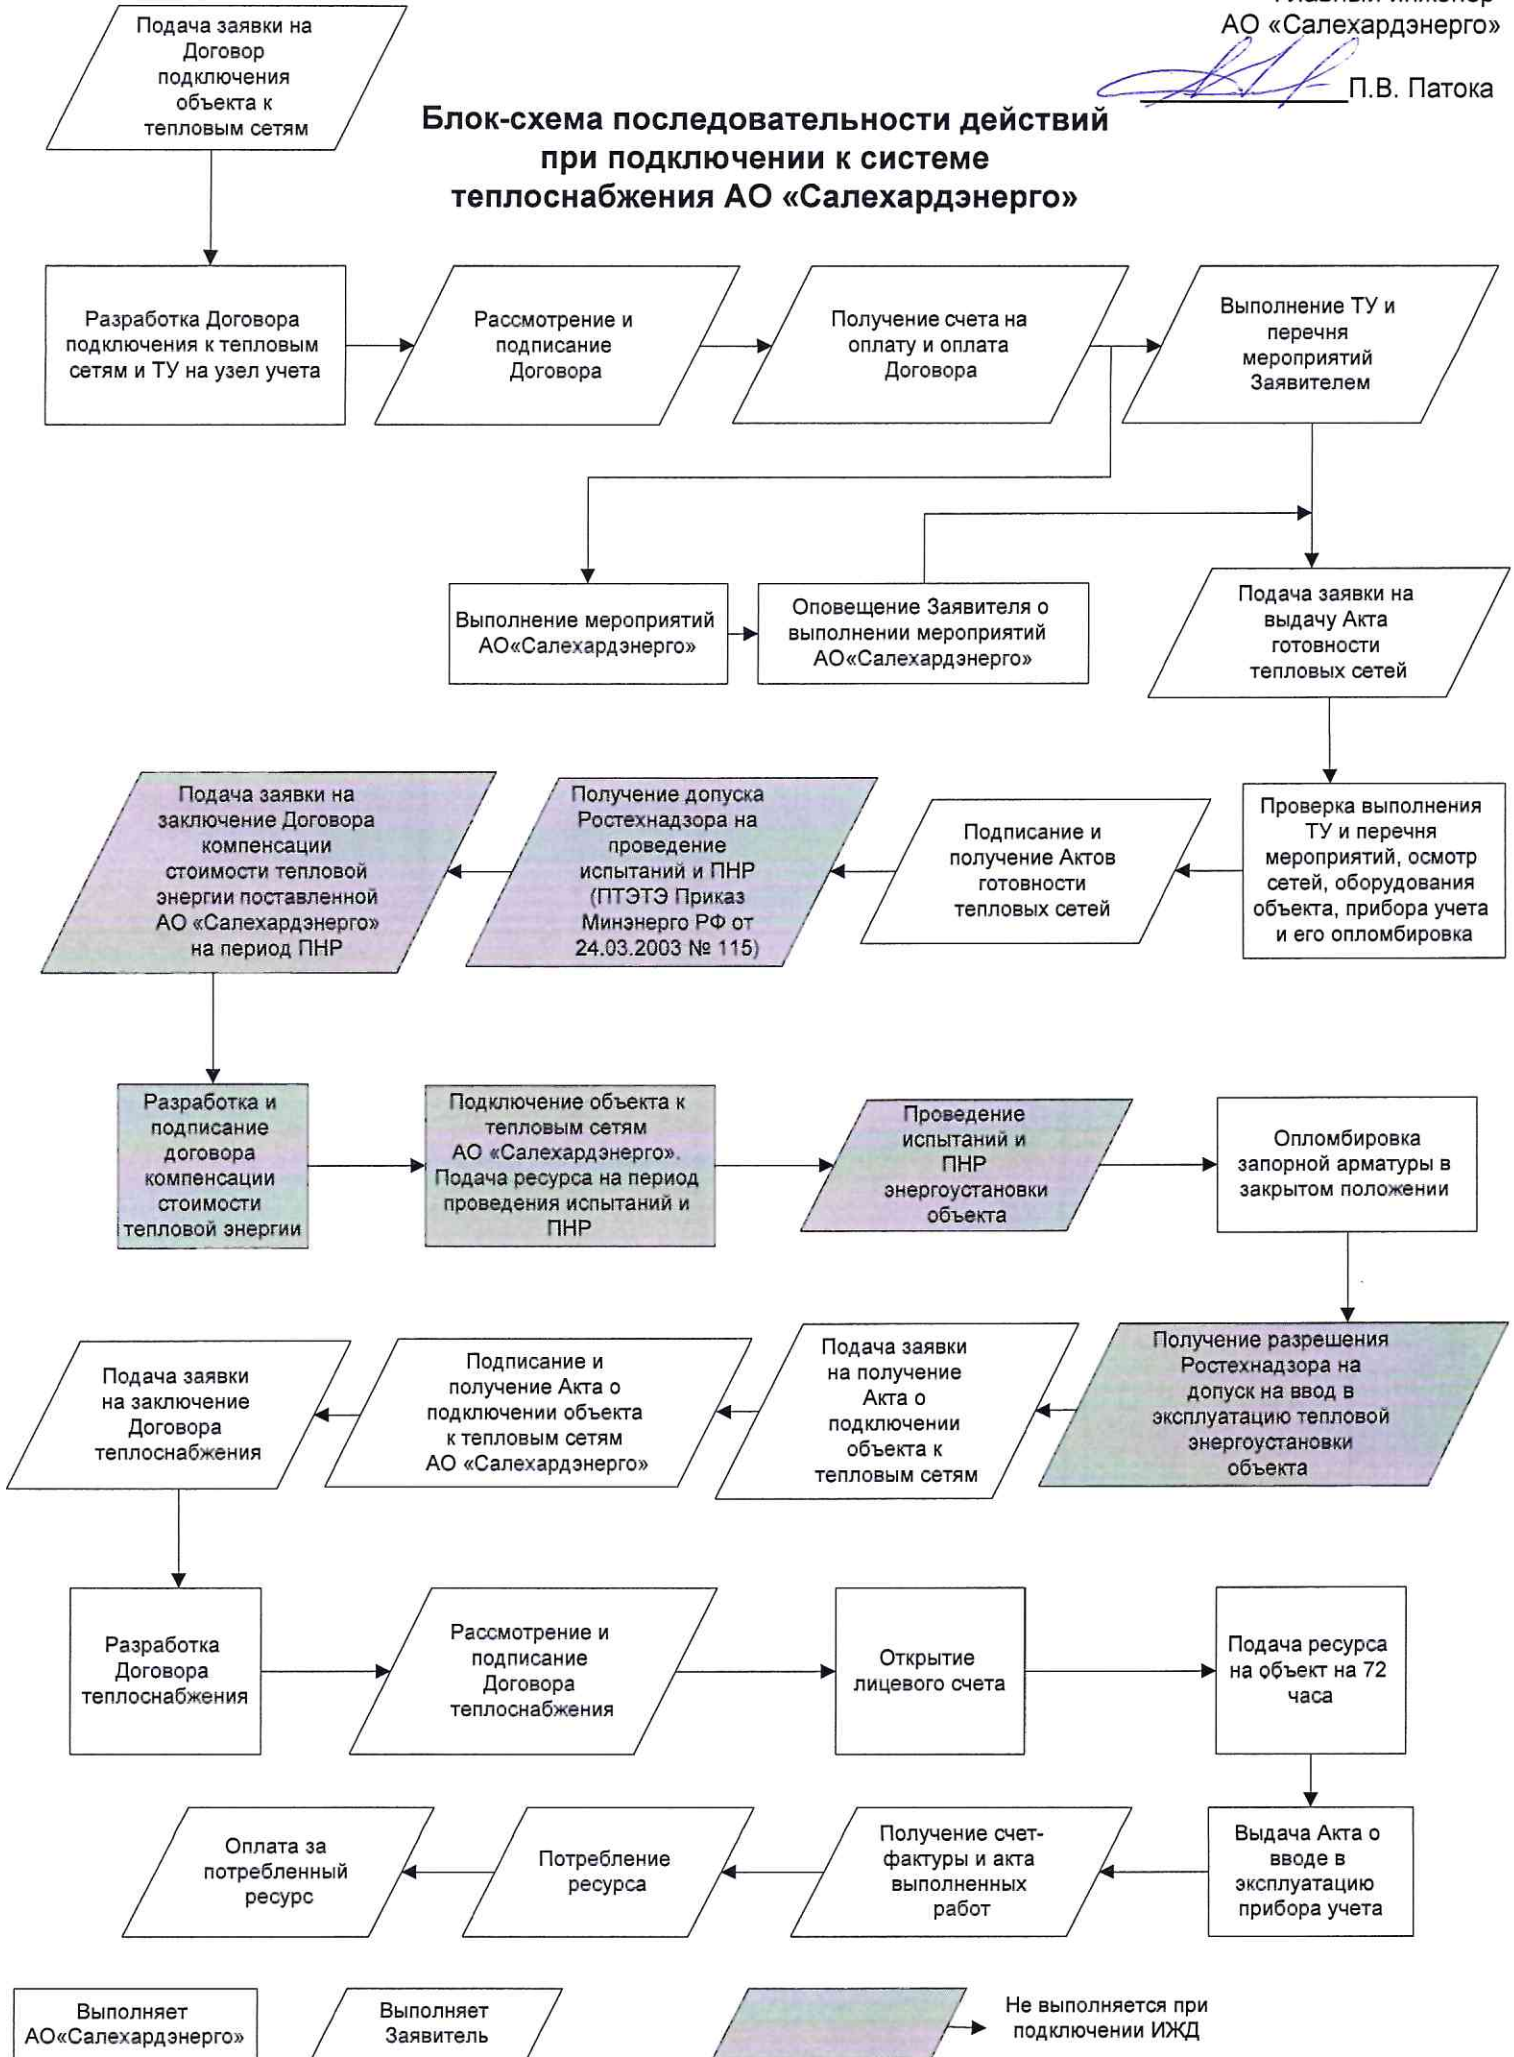 Главный инженер
АО «Салехардэнерго»
П.В. Патока
Подача заявки на
Договор
подключения
объекта к
тепловым сетям
Блок-схема последовательности действий
при подключении к системе
теплоснабжения АО «Салехардэнерго»
Разработка Договора
подключения к тепловым
сетям и ТУ на узел учета
Рассмотрение и
подписание
Договора
Получение счета на
оплату и оплата
Договора
Выполнение ТУ и
перечня
мероприятий
Заявителем
Выполнение мероприятий
АО«Салехардэнерго»
Оповещение Заявителя о
выполнении мероприятий
АО«Салехардэнерго»
Подача заявки на
выдачу Акта
готовности
тепловых сетей
Проверка выполнения
ТУ и перечня
мероприятий, осмотр
сетей, оборудования
объекта, прибора учета
и его опломбировка
Подписание и
получение Актов
готовности
тепловых сетей
Получение допуска
Ростехнадзора на
проведение
испытаний и ПНР
(ПТЭТЭ Приказ
Минэнерго РФ от
24.03.2003 № 115)
Подача заявки на
заключение Договора
компенсации
стоимости тепловой
энергии поставленной
АО «Салехардэнерго»
на период ПНР
Разработка и
подписание
договора
компенсации
стоимости
тепловой энергии
Подключение объекта к
тепловым сетям
АО «Салехардэнерго».
Подача ресурса на период
проведения испытаний и
ПНР
Проведение
испытаний и
ПНР
энергоустановки
объекта
Опломбировка
запорной арматуры в
закрытом положении
Получение разрешения
Ростехнадзора на
допуск на ввод в
эксплуатацию тепловой
энергоустановки
объекта
Подача заявки
на получение
Акта о
подключении
объекта к
тепловым сетям
Подписание и
получение Акта о
подключении объекта
к тепловым сетям
АО «Салехардэнерго»
Подача заявки
на заключение
Договора
теплоснабжения
Разработка
Договора
теплоснабжения
Рассмотрение и
подписание
Договора
теплоснабжения
Открытие
лицевого счета
Подача ресурса
на объект на 72
часа
Выдача Акта о
вводе в
эксплуатацию
прибора учета
Получение счет-
фактуры и акта
выполненных
работ
Потребление
ресурса
Оплата за
потребленный
ресурс
Выполняет
АО«Салехардэнерго»
Выполняет
Заявитель
Не выполняется при
подключении ИЖД